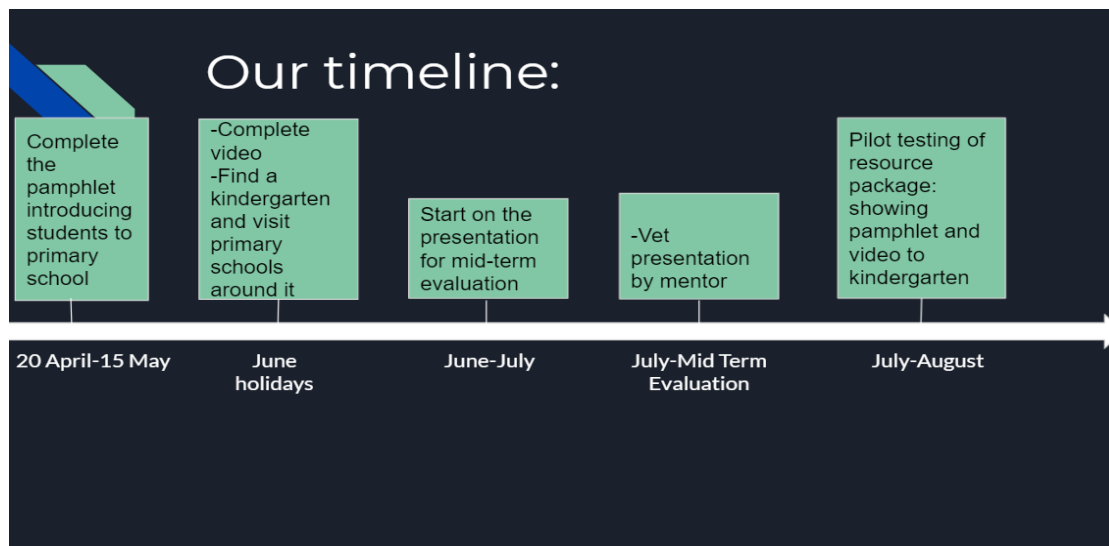 Our timeline:
Complete
the
pamphlet
introducing
students to
primary
school
-Complete
video
-Find a
kindergarten
and visit
primary
schools
around it
Start on the
presentation
for mid-term
evaluation
-Vet
presentation
by mentor
Pilot testing of
resource
package:
showing
pamphlet and
video to
kindergarten
20 April-15 May
June
holidays
June-July
July-Mid Term
Evaluation
July-August